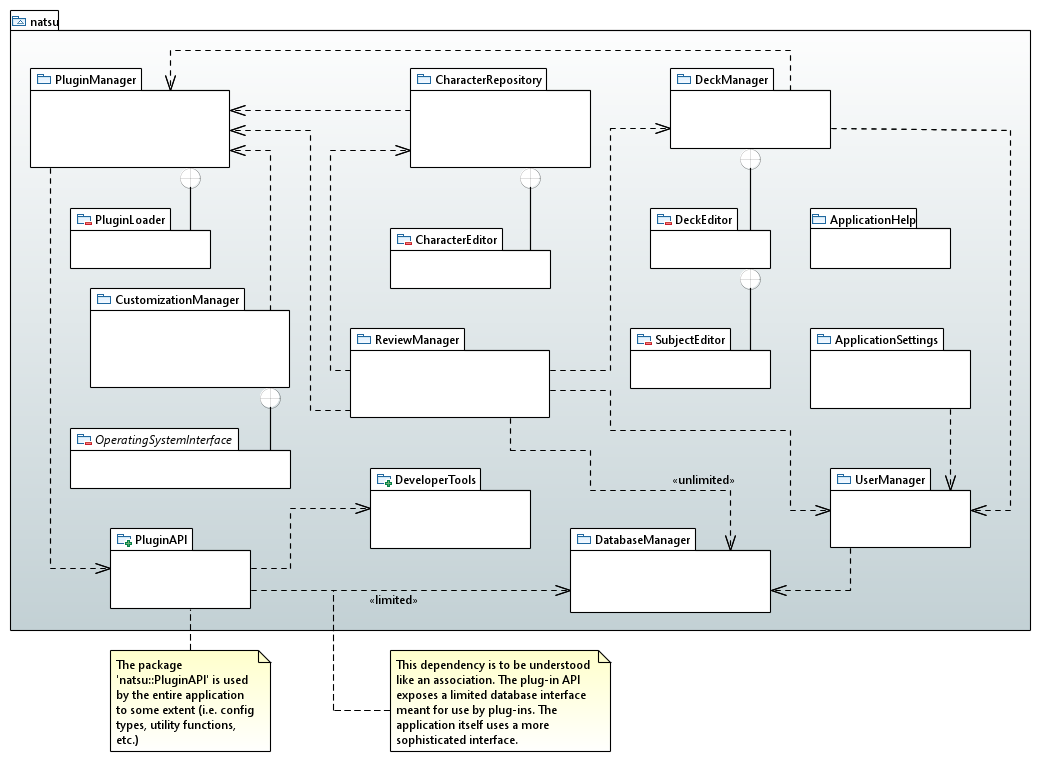 natsu
PluginManager
CharacterRepository
DeckManager
PluginLoader
CharacterEditor
DeckEditor
ApplicationHelp
CustomizationManager
ReviewManager
SubjectEditor
ApplicationSettings
OperatingSystemInterface
DeveloperTools
«unlimited»
UserManager
PluginAPI
DatabaseManager
«limited»
The package
'natsu::PluginAPI' is used
by the entire application
to some extent (i.e. config
types, utility functions,
etc.)
This dependency is to be understood
like an association. The plug-in API
exposes a limited database interface
meant for use by plug-ins. The
application itself uses a more
sophisticated interface.